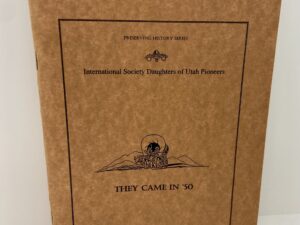 PRESERVING HISTORY SERIES
International Society Daughters of Utah Pioneers
THEY CAME IN '50